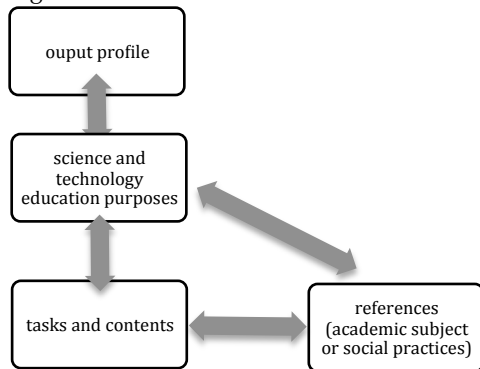 ouput profile
science and
technology
education purposes
tasks and contents
references
(academic subject
or social practices)